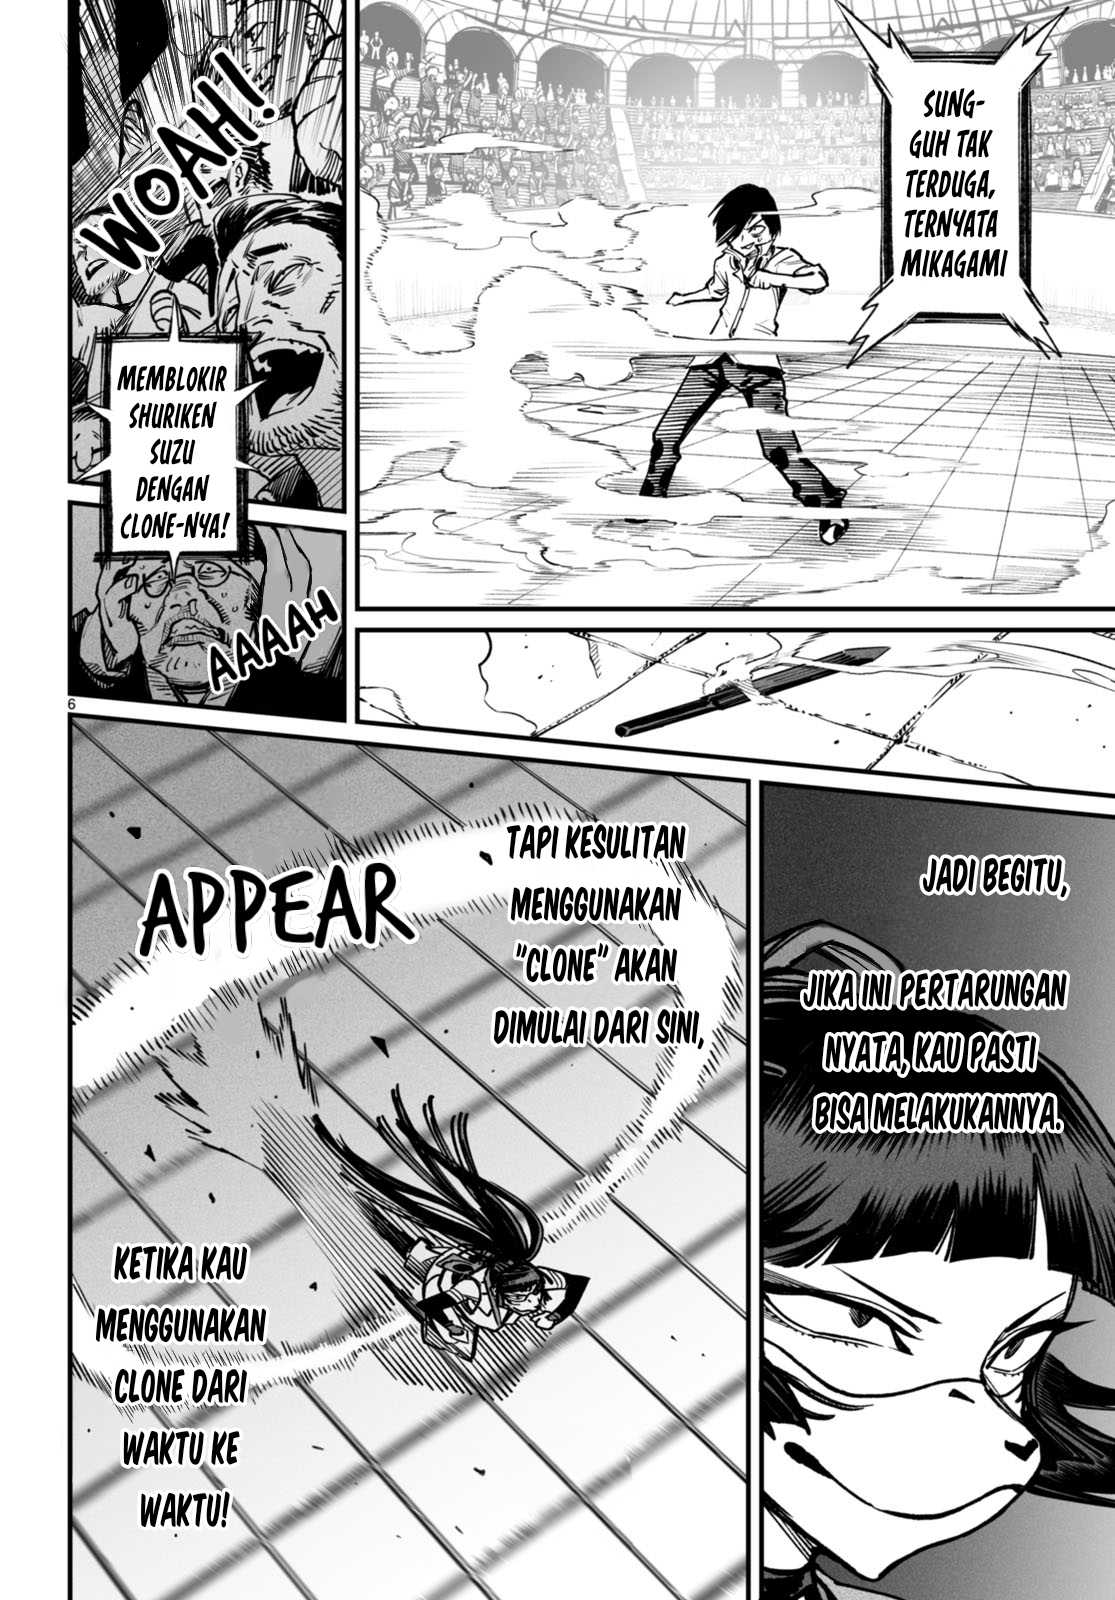 SUNG-
GUH TAK
TERDUGA,
TERNYATA
MIKAGAMI
WOAH!
MEMBLOKIR
SHURIKEN
SUZU
DENGAN
CLONE-NYA!
AAAAH
6
JADI BEGITU,
JIKA INI PERTARUNGAN
NYATA, KAU PASTI
BISA MELAKUKANNYA.
TAPI KESULITAN
MENGGUNAKAN
"CLONE" AKAN
DIMULAI DARI SINI,
APPEAR
KETIKA KAU
MENGGUNAKAN
CLONE DARI
WAKTU KE
WAKTU!